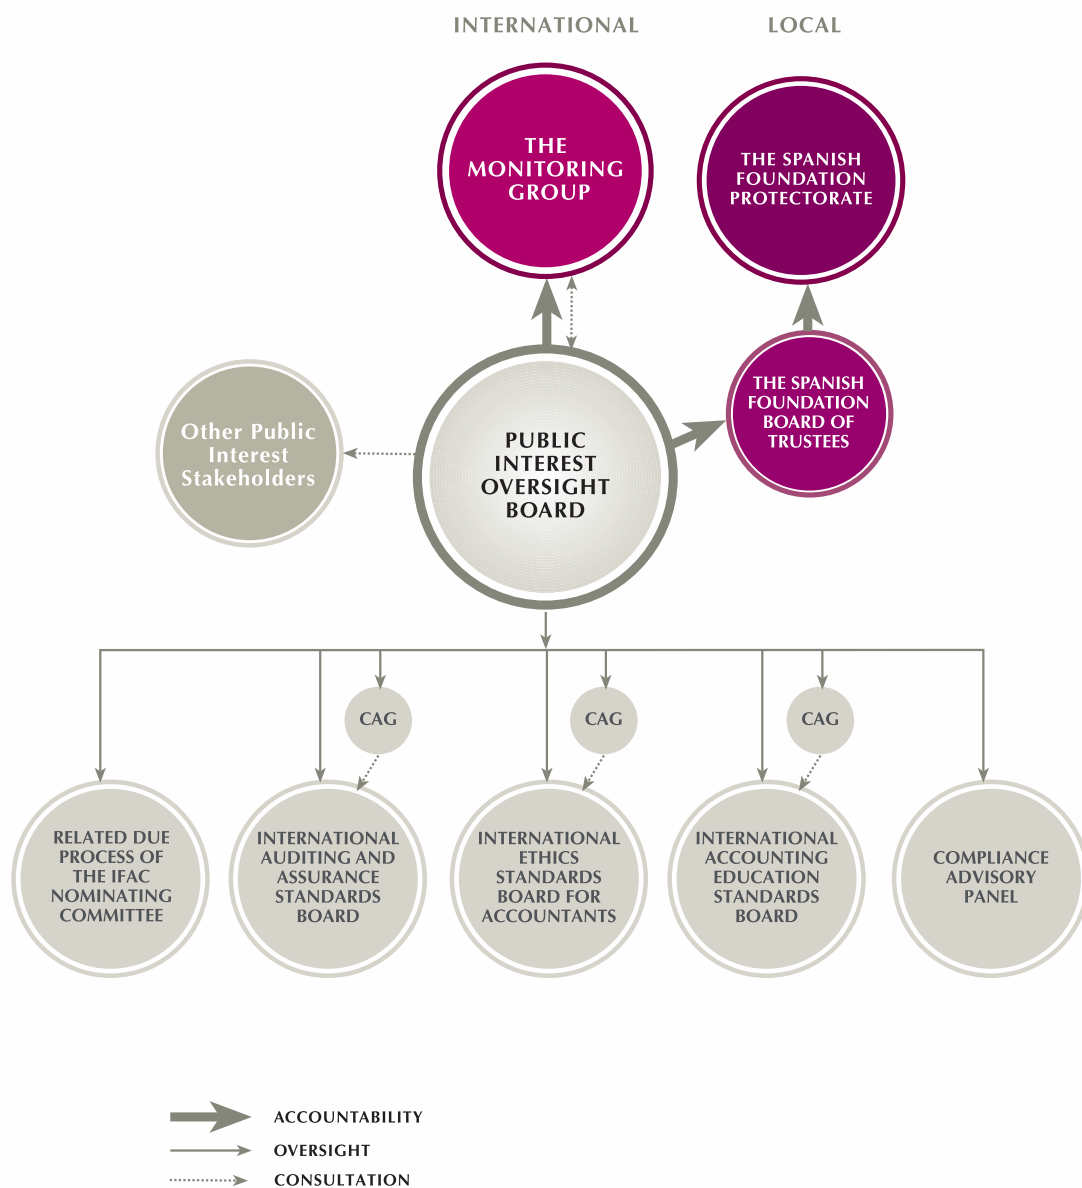 INTERNATIONAL
LOCAL
THE
MONITORING
GROUP
THE SPANISH
FOUNDATION
PROTECTORATE
THE SPANISH
FOUNDATION
BOARD OF
TRUSTEES
Other Public
Interest
Stakeholders
PUBLIC
INTEREST
OVERSIGHT
BOARD
CAG
CAG
CAG
RELATED DUE
PROCESS OF
THE IFAC
NOMINATING
COMMITTEE
INTERNATIONAL
AUDITING AND
ASSURANCE
STANDARDS
BOARD
INTERNATIONAL
ETHICS
STANDARDS
BOARD FOR
ACCOUNTANTS
INTERNATIONAL
ACCOUNTING
EDUCATION
STANDARDS
BOARD
COMPLIANCE
ADVISORY
PANEL
ACCOUNTABILITY
OVERSIGHT
CONSULTATION